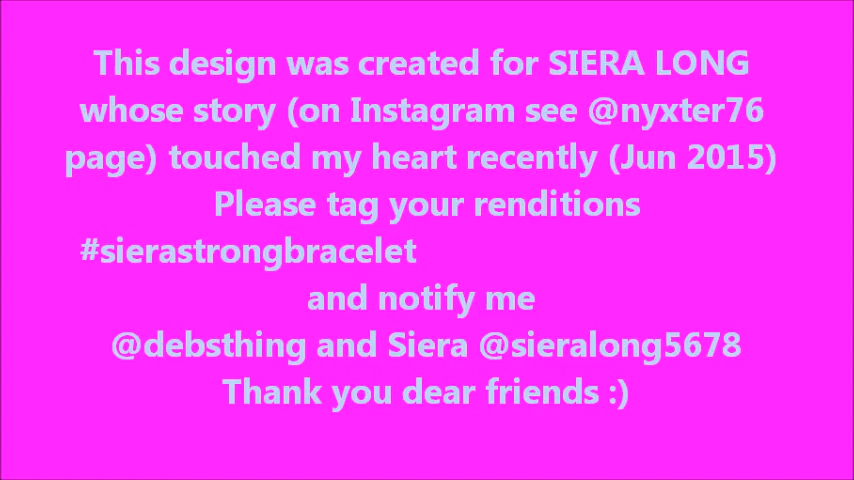 This design was created for SIERA LONG
whose story (on Instagram see @nyxter76
page) touched my heart recently (Jun 2015)
Please tag your renditions
#sierastrongbracelet
and notify me
@debsthing and Siera @sieralong5678
Thank you dear friends :)